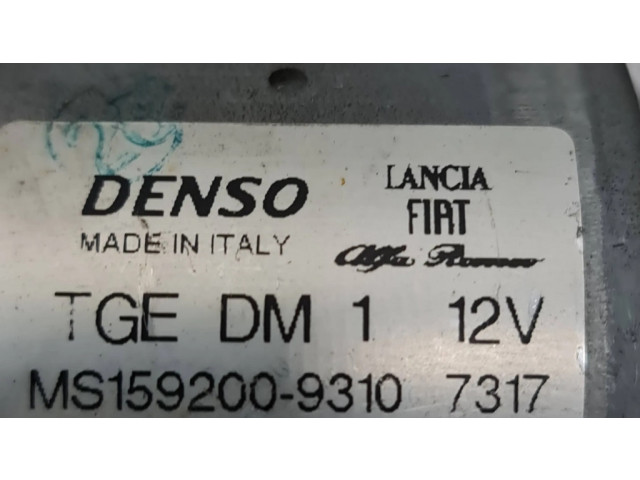 DENSO
MADE IN ITALY
LANCIA
FIAT
Alfa Romeo
TGE DM 1 12V
MS159200-9310 7317